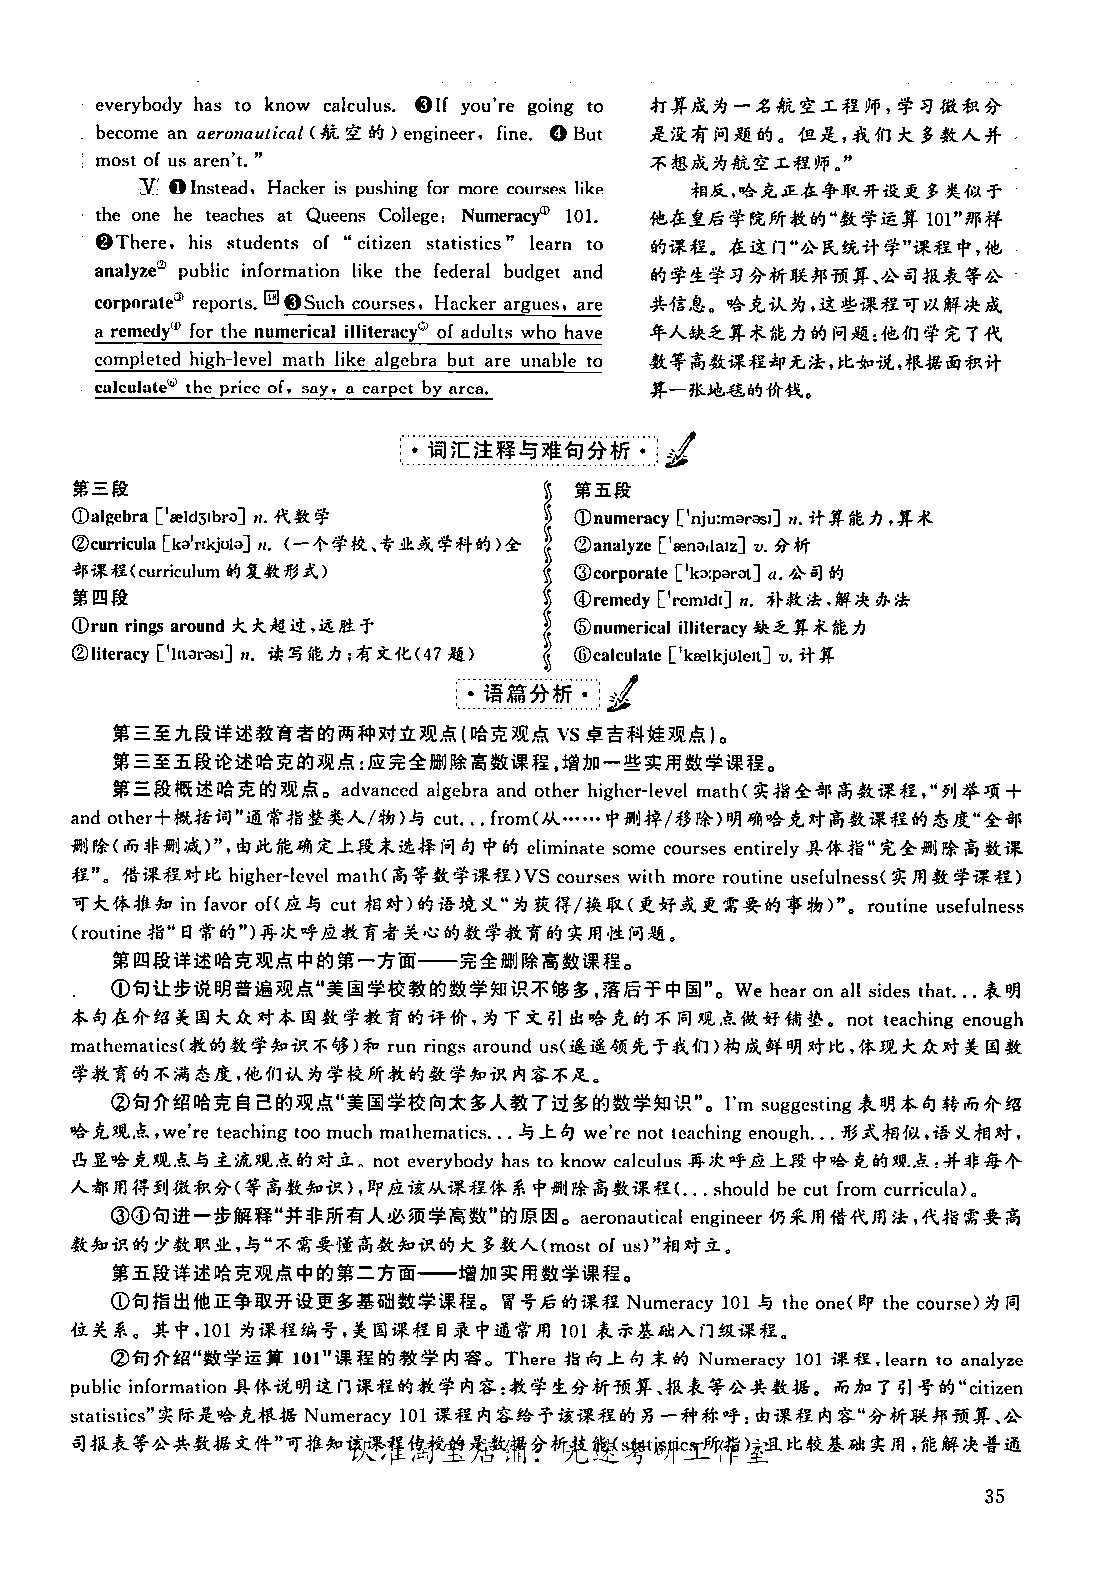 everybody has to know calculus. ❸If you're going to
become an aeronautical(航空的)engineer, fine. ❹But
most of us aren't."
Ⅴ ❶Instead, Hacker is pushing for more courses like
the one he teaches at Queens College: Numeracy① 101.
❷There, his students of "citizen statistics" learn to
analyze② public information like the federal budget and
corporate③ reports. ❸Such courses, Hacker argues, are
a remedy④ for the numerical illiteracy⑤ of adults who have
completed high-level math like algebra but are unable to
calculate⑥ the price of, say, a carpet by area.
打算成为一名航空工程师,学习微积分
是没有问题的。但是,我们大多数人并
不想成为航空工程师。”
相反,哈克正在争取开设更多类似于
他在皇后学院所教的“数学运算 101”那样
的课程。在这门“公民统计学”课程中,他
的学生学习分析联邦预算、公司报表等公
共信息。哈克认为,这些课程可以解决成
年人缺乏算术能力的问题:他们学完了代
数等高数课程却无法,比如说,根据面积计
算一张地毯的价钱。
·词汇注释与难句分析·
第三段
①algebra [ˈældʒɪbrə] n. 代数学
②curricula [kəˈrɪkjʊlə] n. (一个学校、专业或学科的)全
部课程(curriculum 的复数形式)
第四段
①run rings around 大大超过,远胜于
②literacy [ˈlɪtərəsɪ] n. 读写能力;有文化(47 题)
第五段
①numeracy [ˈnjuːmərəsɪ] n. 计算能力,算术
②analyze [ˈænəlaɪz] v. 分析
③corporate [ˈkɔːpərət] a. 公司的
④remedy [ˈremɪdɪ] n. 补救法,解决办法
⑤numerical illiteracy 缺乏算术能力
⑥calculate [ˈkælkjʊleɪt] v. 计算
·语篇分析·
第三至九段详述教育者的两种对立观点(哈克观点 VS 卓吉科娃观点)。
第三至五段论述哈克的观点:应完全删除高数课程,增加一些实用数学课程。
第三段概述哈克的观点。advanced algebra and other higher-level math(实指全部高数课程,“列举项＋
and other＋概括词”通常指整类人/物)与 cut...from(从……中删掉/移除)明确哈克对高数课程的态度“全部
删除(而非删减)”,由此能确定上段末选择问句中的 eliminate some courses entirely 具体指“完全删除高数课
程”。借课程对比 higher-level math(高等数学课程)VS courses with more routine usefulness(实用数学课程)
可大体推知 in favor of(应与 cut 相对)的语境义“为获得/换取(更好或更需要的事物)”。routine usefulness
(routine 指“日常的”)再次呼应教育者关心的数学教育的实用性问题。
第四段详述哈克观点中的第一方面——完全删除高数课程。
①句让步说明普遍观点“美国学校教的数学知识不够多,落后于中国”。We hear on all sides that...表明
本句在介绍美国大众对本国数学教育的评价,为下文引出哈克的不同观点做好铺垫。not teaching enough
mathematics(教的数学知识不够)和 run rings around us(遥遥领先于我们)构成鲜明对比,体现大众对美国数
学教育的不满态度,他们认为学校所教的数学知识内容不足。
②句介绍哈克自己的观点“美国学校向太多人教了过多的数学知识”。I'm suggesting 表明本句转而介绍
哈克观点,we're teaching too much mathematics...与上句 we're not teaching enough...形式相似,语义相对,
凸显哈克观点与主流观点的对立。not everybody has to know calculus 再次呼应上段中哈克的观点:并非每个
人都用得到微积分(等高数知识),即应该从课程体系中删除高数课程(...should be cut from curricula)。
③④句进一步解释“并非所有人必须学高数”的原因。aeronautical engineer 仍采用借代用法,代指需要高
数知识的少数职业,与“不需要懂高数知识的大多数人(most of us)”相对立。
第五段详述哈克观点中的第二方面——增加实用数学课程。
①句指出他正争取开设更多基础数学课程。冒号后的课程 Numeracy 101 与 the one(即 the course)为同
位关系。其中,101 为课程编号,美国课程目录中通常用 101 表示基础入门级课程。
②句介绍“数学运算 101”课程的教学内容。There 指向上句末的 Numeracy 101 课程,learn to analyze
public information 具体说明这门课程的教学内容:教学生分析预算、报表等公共数据。而加了引号的“citizen
statistics”实际是哈克根据 Numeracy 101 课程内容给予该课程的另一种称呼:由课程内容“分析联邦预算、公
司报表等公共数据文件”可推知该课程传授的是数据分析技能(statistics 所指),且比较基础实用,能解决普通
认准淘宝店铺:光速考研工作室
35